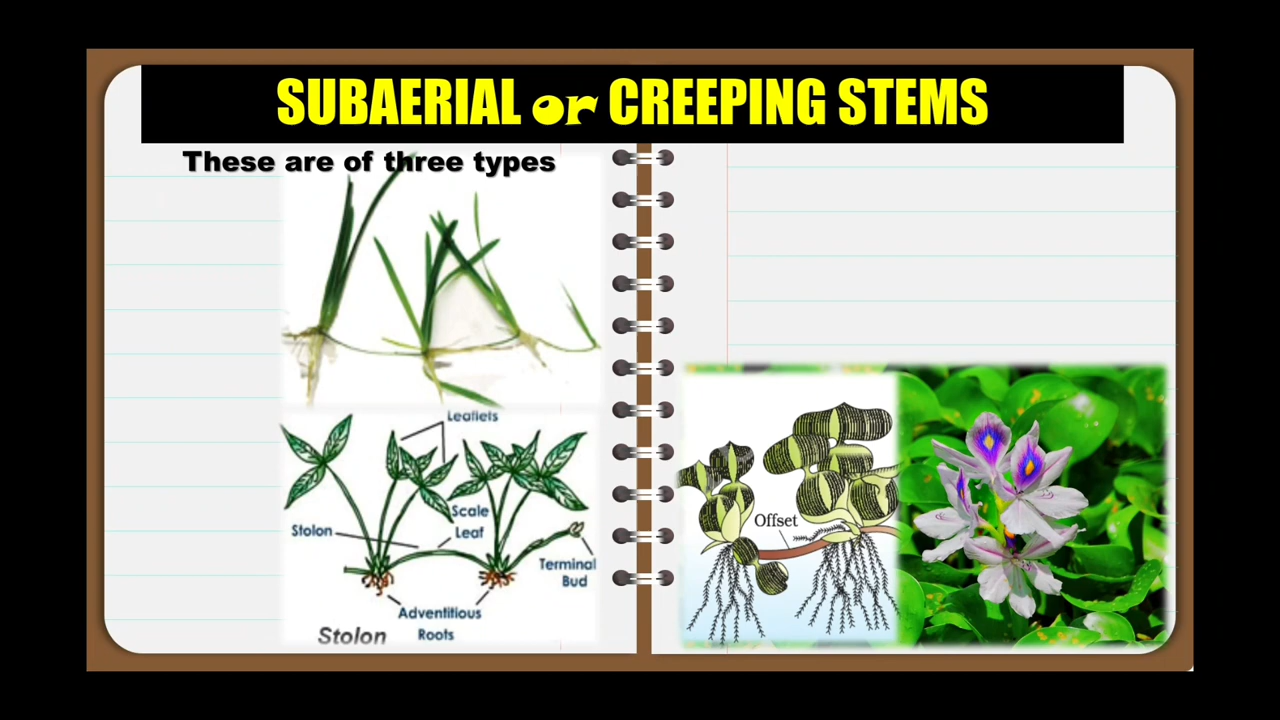 SUBAERIAL or CREEPING STEMS
These are of three types
Leaflets
Scale
Leaf
Stolon
Terminal
Bud
Adventitious
Roots
Stolon
Offset